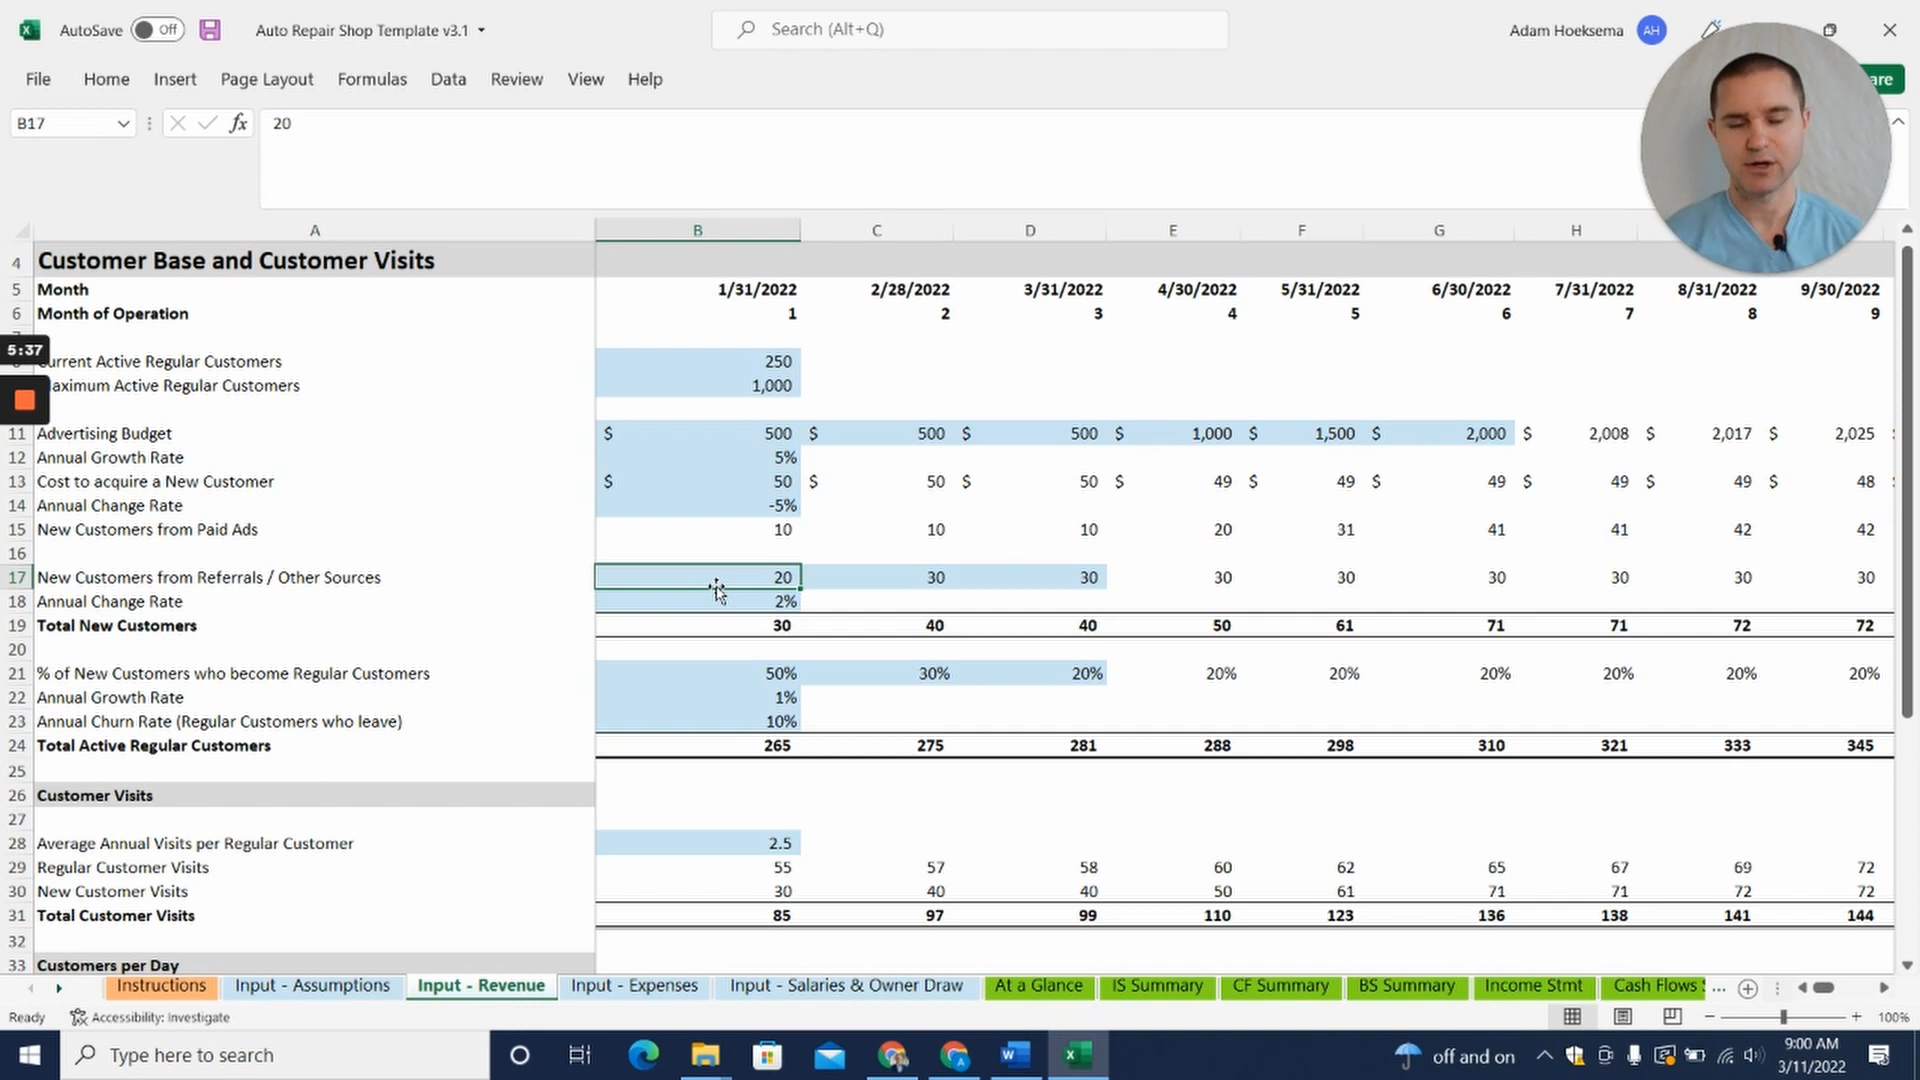 AutoSave Off Auto Repair Shop Template v3.1 Search (Alt+Q) Adam Hoeksema AH
File Home Insert Page Layout Formulas Data Review View Help are
B17 fx 20
A B C D E F G H
4 Customer Base and Customer Visits
5 Month 1/31/2022 2/28/2022 3/31/2022 4/30/2022 5/31/2022 6/30/2022 7/31/2022 8/31/2022 9/30/2022
6 Month of Operation 1 2 3 4 5 6 7 8 9
5:37
urrent Active Regular Customers 250
aximum Active Regular Customers 1,000
11 Advertising Budget $ 500 $ 500 $ 500 $ 1,000 $ 1,500 $ 2,000 $ 2,008 $ 2,017 $ 2,025
12 Annual Growth Rate 5%
13 Cost to acquire a New Customer $ 50 $ 50 $ 50 $ 49 $ 49 $ 49 $ 49 $ 49 $ 48
14 Annual Change Rate -5%
15 New Customers from Paid Ads 10 10 10 20 31 41 41 42 42
16
17 New Customers from Referrals / Other Sources 20 30 30 30 30 30 30 30 30
18 Annual Change Rate 2%
19 Total New Customers 30 40 40 50 61 71 71 72 72
20
21 % of New Customers who become Regular Customers 50% 30% 20% 20% 20% 20% 20% 20% 20%
22 Annual Growth Rate 1%
23 Annual Churn Rate (Regular Customers who leave) 10%
24 Total Active Regular Customers 265 275 281 288 298 310 321 333 345
25
26 Customer Visits
27
28 Average Annual Visits per Regular Customer 2.5
29 Regular Customer Visits 55 57 58 60 62 65 67 69 72
30 New Customer Visits 30 40 40 50 61 71 71 72 72
31 Total Customer Visits 85 97 99 110 123 136 138 141 144
32
33 Customers per Day
Instructions Input - Assumptions Input - Revenue Input - Expenses Input - Salaries & Owner Draw At a Glance IS Summary CF Summary BS Summary Income Stmt Cash Flows ...
Ready Accessibility: Investigate 100%
Type here to search off and on 9:00 AM
3/11/2022